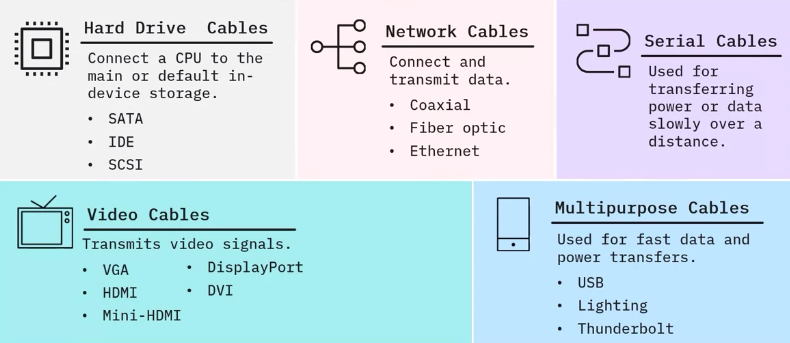 Hard Drive  Cables
Connect a CPU to the
main or default in-
device storage.
• SATA
• IDE
• SCSI
Network Cables
Connect and
transmit data.
• Coaxial
• Fiber optic
• Ethernet
Serial Cables
Used for
transferring
power or data
slowly over a
distance.
Video Cables
Transmits video signals.
• VGA
• HDMI
• Mini-HDMI
• DisplayPort
• DVI
Multipurpose Cables
Used for fast data and
power transfers.
• USB
• Lighting
• Thunderbolt